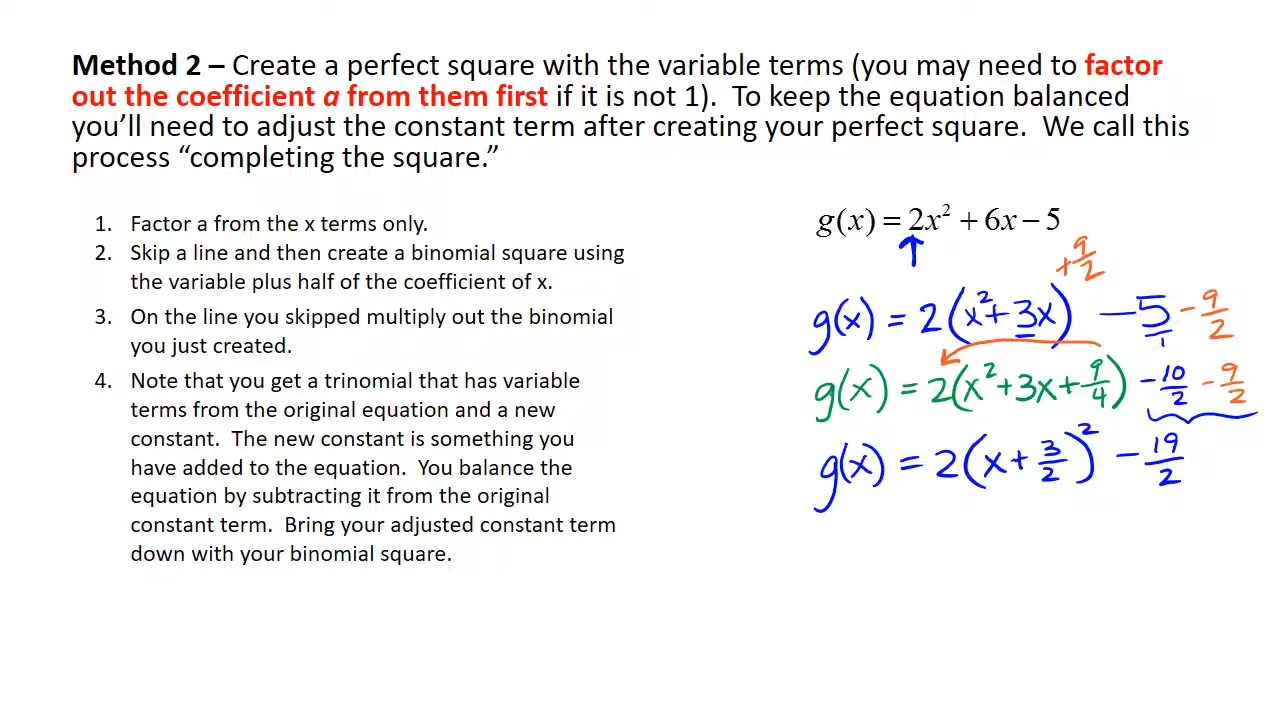 Method 2 – Create a perfect square with the variable terms (you may need to factor
out the coefficient a from them first if it is not 1).  To keep the equation balanced
you’ll need to adjust the constant term after creating your perfect square.  We call this
process “completing the square.”
1. Factor a from the x terms only.
2. Skip a line and then create a binomial square using
the variable plus half of the coefficient of x.
3. On the line you skipped multiply out the binomial
you just created.
4. Note that you get a trinomial that has variable
terms from the original equation and a new
constant.  The new constant is something you
have added to the equation.  You balance the
equation by subtracting it from the original
constant term.  Bring your adjusted constant term
down with your binomial square.
g(x) = 2x² + 6x − 5
+ 9/2
g(x) = 2(x² + 3x) − 5/1 − 9/2
g(x) = 2(x² + 3x + 9/4) − 10/2 − 9/2
g(x) = 2(x + 3/2)² − 19/2